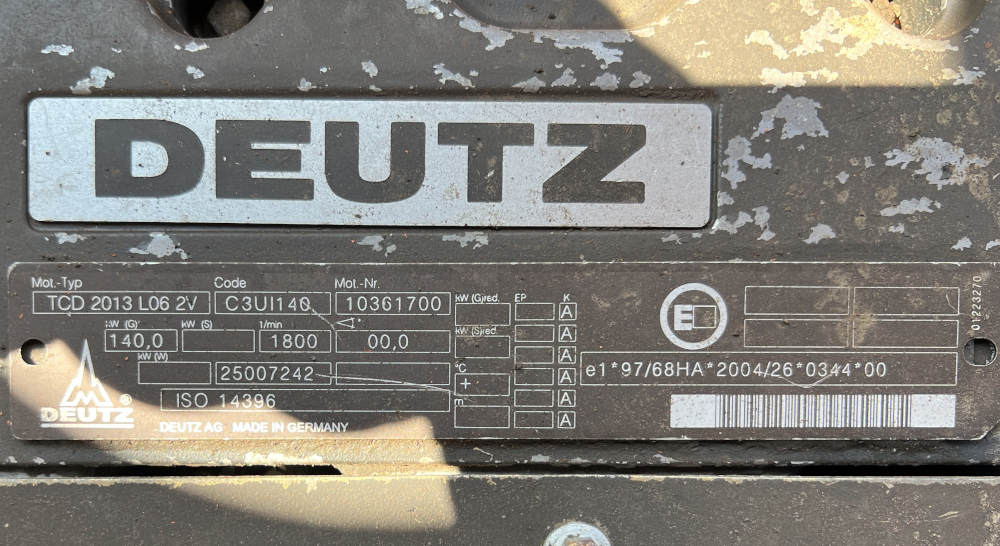 DEUTZ
Mot.-Typ Code Mot.-Nr.
TCD 2013 L06 2V C3UI140 10361700
kW (G) kW (S) 1/min
140,0 1800 00,0
kW (W)
25007242
ISO 14396
DEUTZ ®
DEUTZ AG MADE IN GERMANY
kW (G)red. EP K
A
kW (S)red.
A
°C
+ A
m A
A
E
e1*97/68HA*2004/26*0344*00
01223270